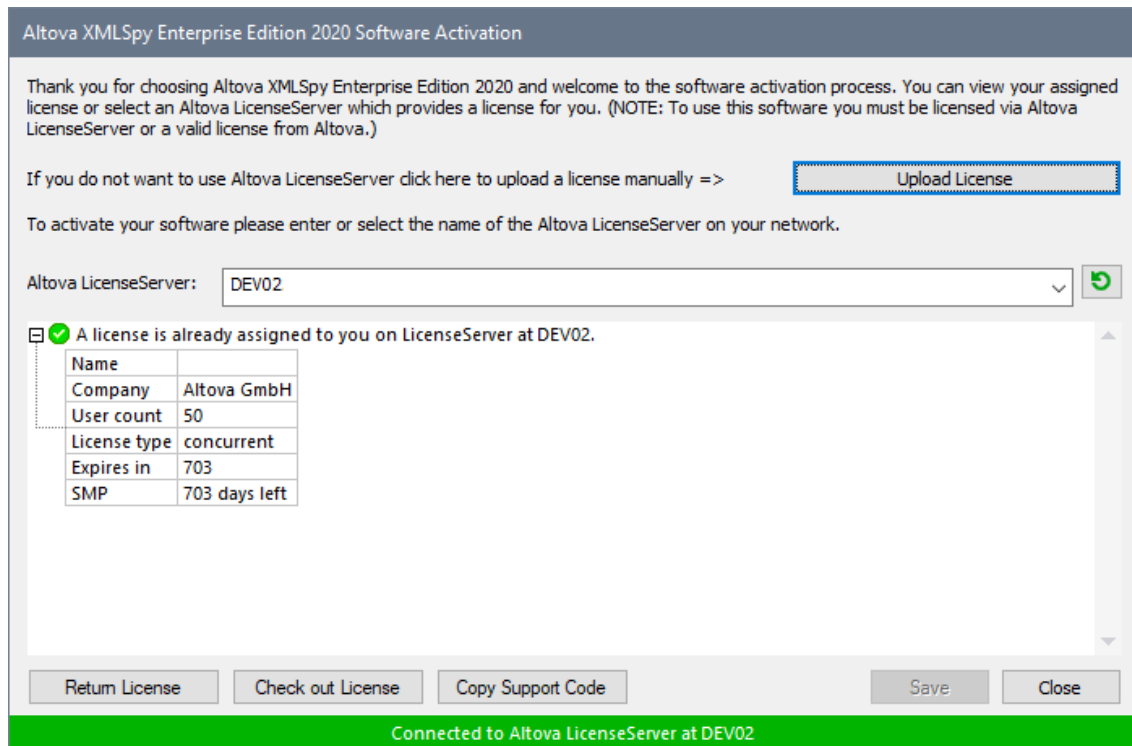 Altova XMLSpy Enterprise Edition 2020 Software Activation
Thank you for choosing Altova XMLSpy Enterprise Edition 2020 and welcome to the software activation process. You can view your assigned
license or select an Altova LicenseServer which provides a license for you. (NOTE: To use this software you must be licensed via Altova
LicenseServer or a valid license from Altova.)
If you do not want to use Altova LicenseServer click here to upload a license manually =>
Upload License
To activate your software please enter or select the name of the Altova LicenseServer on your network.
Altova LicenseServer:
DEV02
A license is already assigned to you on LicenseServer at DEV02.
Name
Company Altova GmbH
User count 50
License type concurrent
Expires in 703
SMP 703 days left
Return License
Check out License
Copy Support Code
Save
Close
Connected to Altova LicenseServer at DEV02